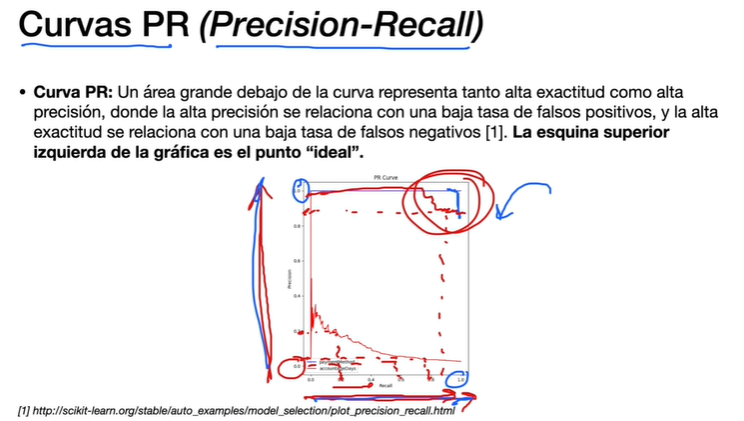 Curvas PR (Precision-Recall)
• Curva PR: Un área grande debajo de la curva representa tanto alta exactitud como alta
precisión, donde la alta precisión se relaciona con una baja tasa de falsos positivos, y la alta
exactitud se relaciona con una baja tasa de falsos negativos [1]. La esquina superior
izquierda de la gráfica es el punto “ideal”.
PR Curve
1.0
0.8
0.6
0.4
0.2
0.0
Precision
0.0
0.4
1.0
Recall
[1] http://scikit-learn.org/stable/auto_examples/model_selection/plot_precision_recall.html